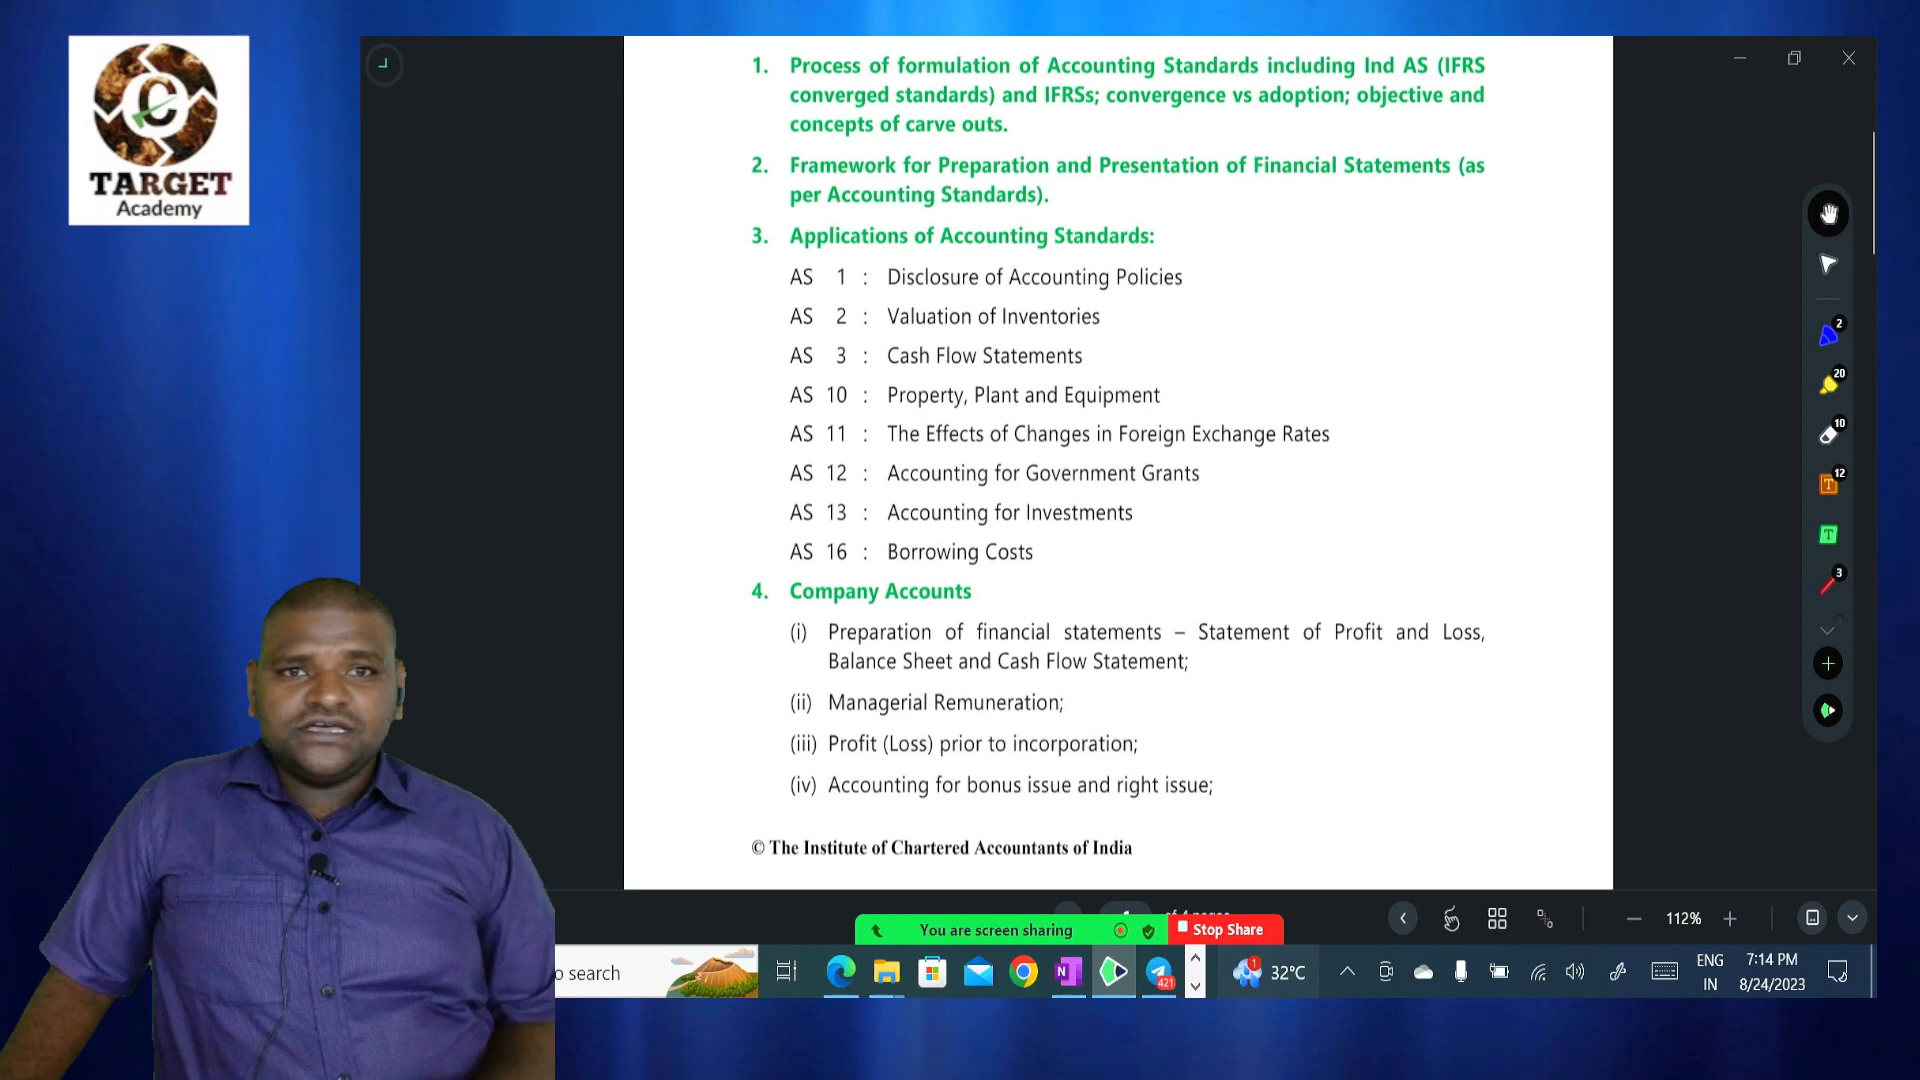 TARGET
Academy
1. Process of formulation of Accounting Standards including Ind AS (IFRS
converged standards) and IFRSs; convergence vs adoption; objective and
concepts of carve outs.
2. Framework for Preparation and Presentation of Financial Statements (as
per Accounting Standards).
3. Applications of Accounting Standards:
AS 1 : Disclosure of Accounting Policies
AS 2 : Valuation of Inventories
AS 3 : Cash Flow Statements
AS 10 : Property, Plant and Equipment
AS 11 : The Effects of Changes in Foreign Exchange Rates
AS 12 : Accounting for Government Grants
AS 13 : Accounting for Investments
AS 16 : Borrowing Costs
4. Company Accounts
(i) Preparation of financial statements – Statement of Profit and Loss,
Balance Sheet and Cash Flow Statement;
(ii) Managerial Remuneration;
(iii) Profit (Loss) prior to incorporation;
(iv) Accounting for bonus issue and right issue;
© The Institute of Chartered Accountants of India
2
20
10
12
T
T
3
112%
You are screen sharing
Stop Share
o search
N
421
1
32°C
ENG
IN
7:14 PM
8/24/2023